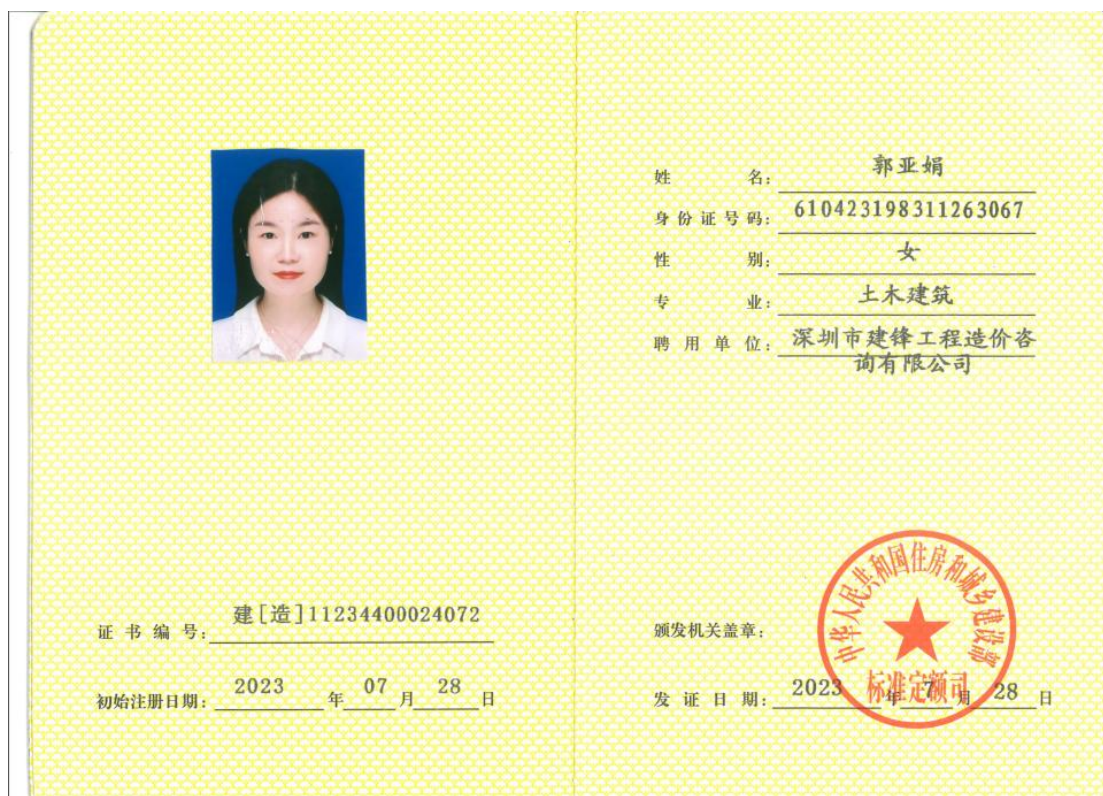 证书编号：建[造]11234400024072
初始注册日期：2023年07月28日
姓名：郭亚娟
身份证号码：610423198311263067
性别：女
专业：土木建筑
聘用单位：深圳市建锋工程造价咨
询有限公司
中华人民共和国住房和城乡建设部
标准定额司
颁发机关盖章：
发证日期：2023年7月28日